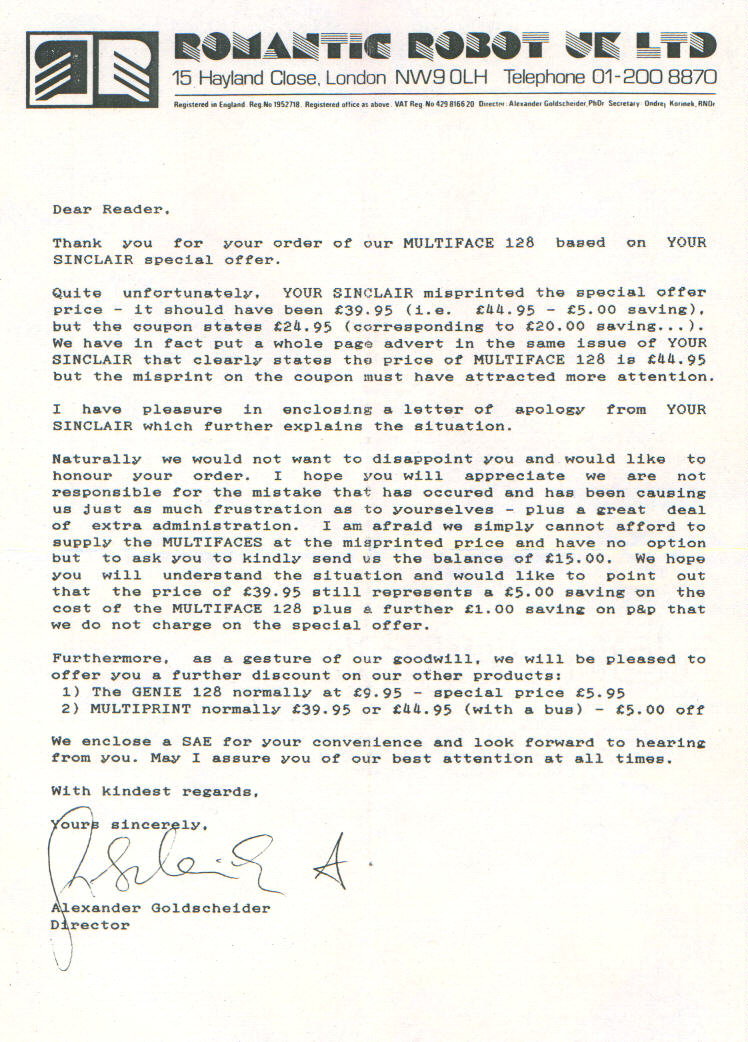 ROMANTIC ROBOT UK LTD
15 Hayland Close, London NW9 0LH Telephone 01-200 8870
Registered in England. Reg. No 1952718. Registered office as above. VAT Reg. No 429 8166 20 Director: Alexander Goldscheider, PhDr Secretary: Ondrej Korinek, RNDr
Dear Reader,
Thank you for your order of our MULTIFACE 128 based on YOUR
SINCLAIR special offer.
Quite unfortunately, YOUR SINCLAIR misprinted the special offer
price - it should have been £39.95 (i.e. £44.95 - £5.00 saving),
but the coupon states £24.95 (corresponding to £20.00 saving...).
We have in fact put a whole page advert in the same issue of YOUR
SINCLAIR that clearly states the price of MULTIFACE 128 is £44.95
but the misprint on the coupon must have attracted more attention.
I have pleasure in enclosing a letter of apology from YOUR
SINCLAIR which further explains the situation.
Naturally we would not want to disappoint you and would like to
honour your order. I hope you will appreciate we are not
responsible for the mistake that has occured and has been causing
us just as much frustration as to yourselves - plus a great deal
of extra administration. I am afraid we simply cannot afford to
supply the MULTIFACES at the misprinted price and have no option
but to ask you to kindly send us the balance of £15.00. We hope
you will understand the situation and would like to point out
that the price of £39.95 still represents a £5.00 saving on the
cost of the MULTIFACE 128 plus a further £1.00 saving on p&p that
we do not charge on the special offer.
Furthermore, as a gesture of our goodwill, we will be pleased to
offer you a further discount on our other products:
1) The GENIE 128 normally at £9.95 - special price £5.95
2) MULTIPRINT normally £39.95 or £44.95 (with a bus) - £5.00 off
We enclose a SAE for your convenience and look forward to hearing
from you. May I assure you of our best attention at all times.
With kindest regards,
Yours sincerely,
Alexander Goldscheider
Director